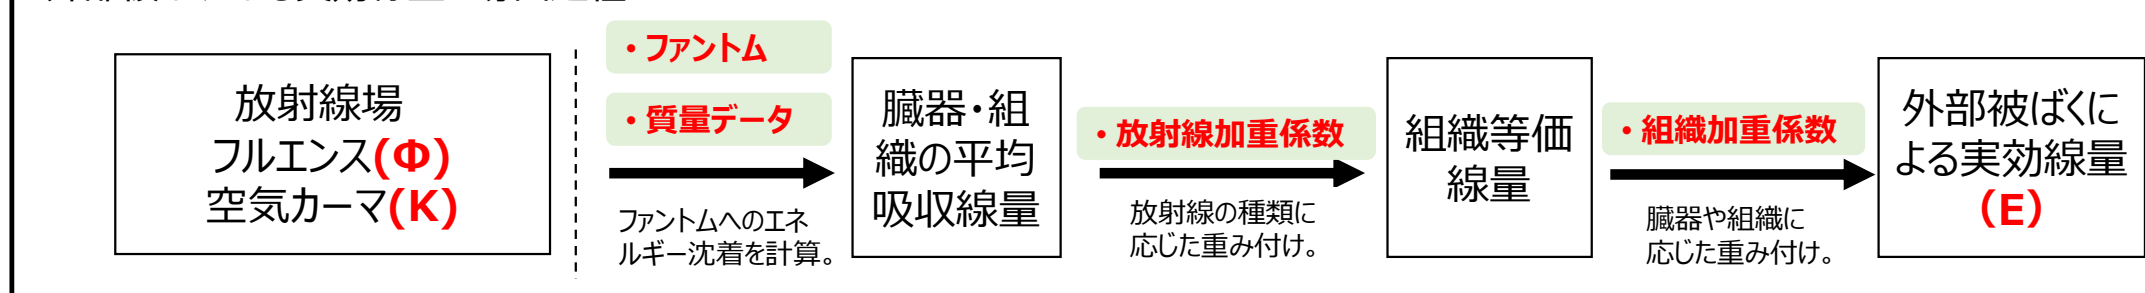 放射線場
フルエンス(Φ)
空気カーマ(K)
・ファントム
・質量データ
ファントムへのエネ
ルギー沈着を計算。
臓器・組
織の平均
吸収線量
・放射線加重係数
放射線の種類に
応じた重み付け。
組織等価
線量
・組織加重係数
臓器や組織に
応じた重み付け。
外部被ばくに
よる実効線量
(E)